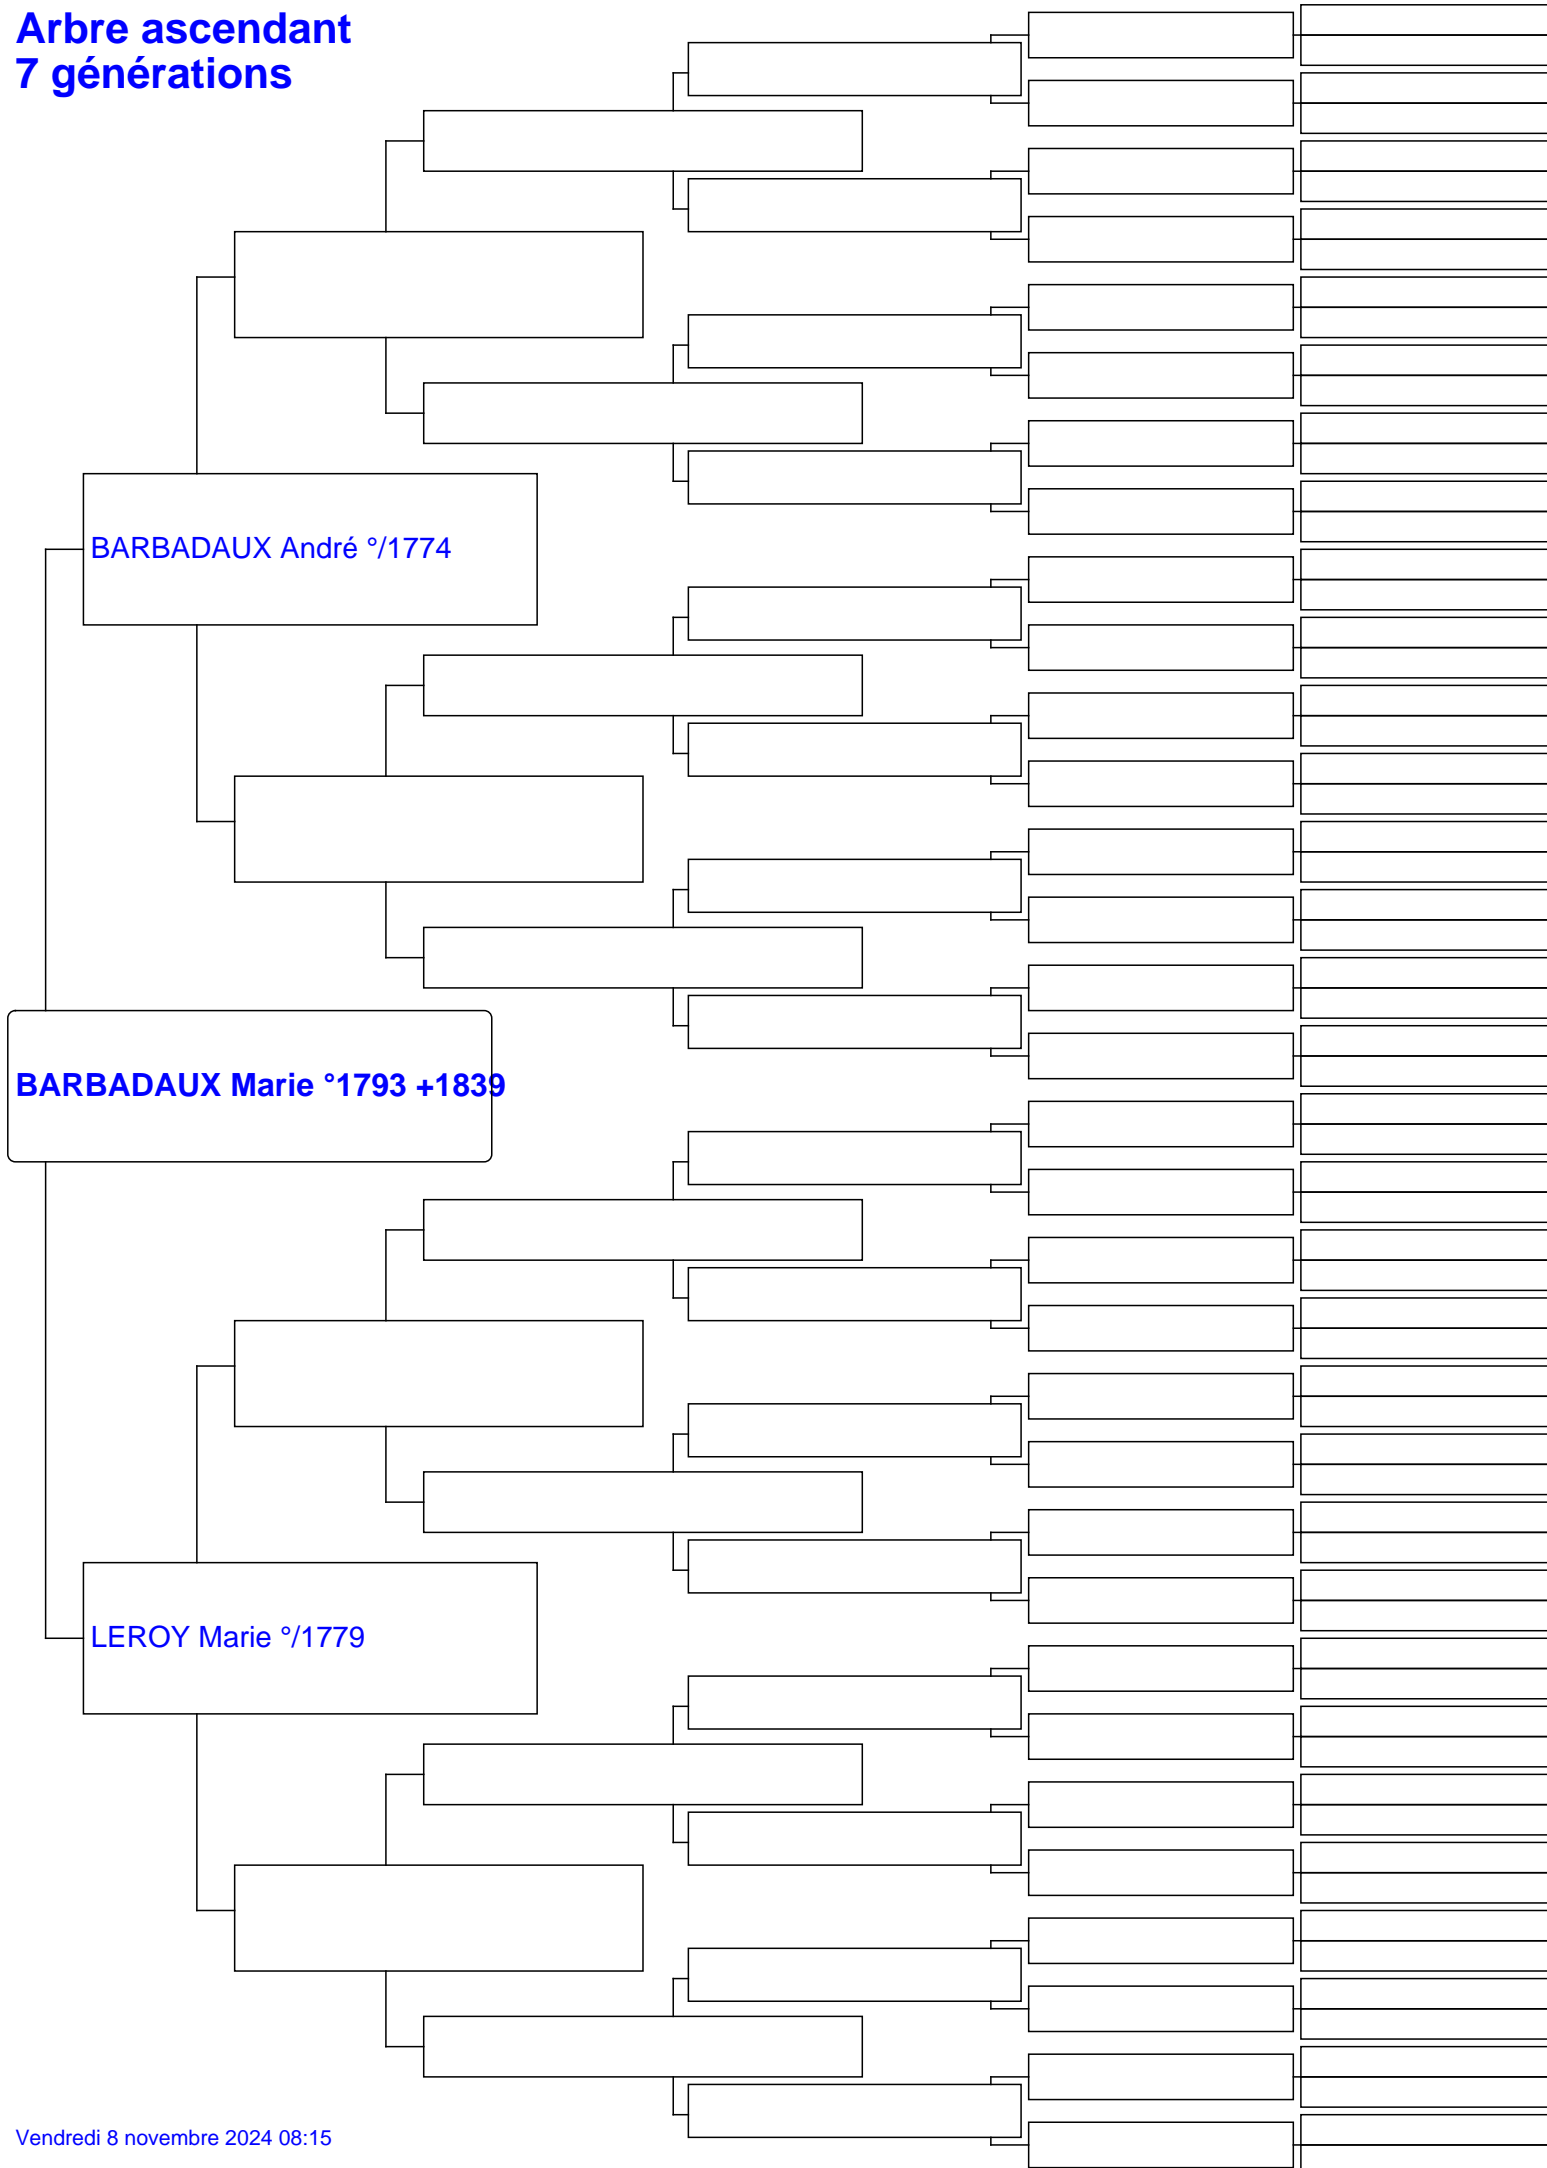 Arbre ascendant
7 générations
BARBADAUX André °/1774
BARBADAUX Marie °1793 +1839
LEROY Marie °/1779
Vendredi 8 novembre 2024 08:15